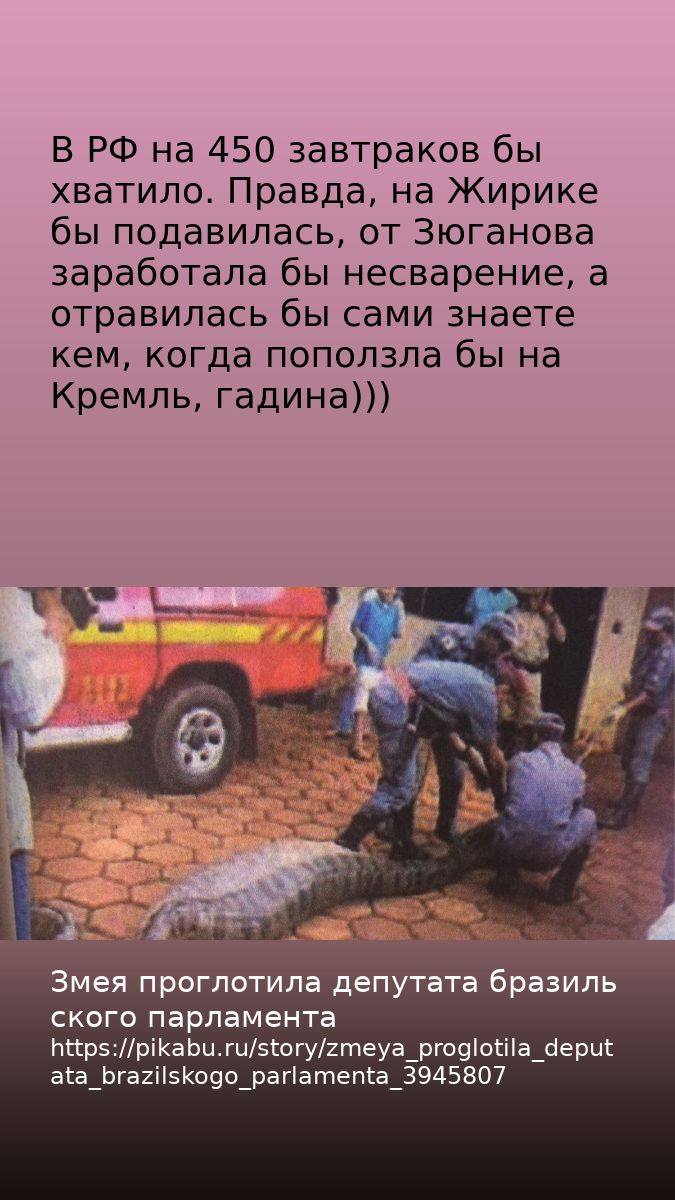 В РФ на 450 завтраков бы
хватило. Правда, на Жирике
бы подавилась, от Зюганова
заработала бы несварение, а
отравилась бы сами знаете
кем, когда поползла бы на
Кремль, гадина)))
Змея проглотила депутата бразиль
ского парламента
https://pikabu.ru/story/zmeya_proglotila_deput
ata_brazilskogo_parlamenta_3945807